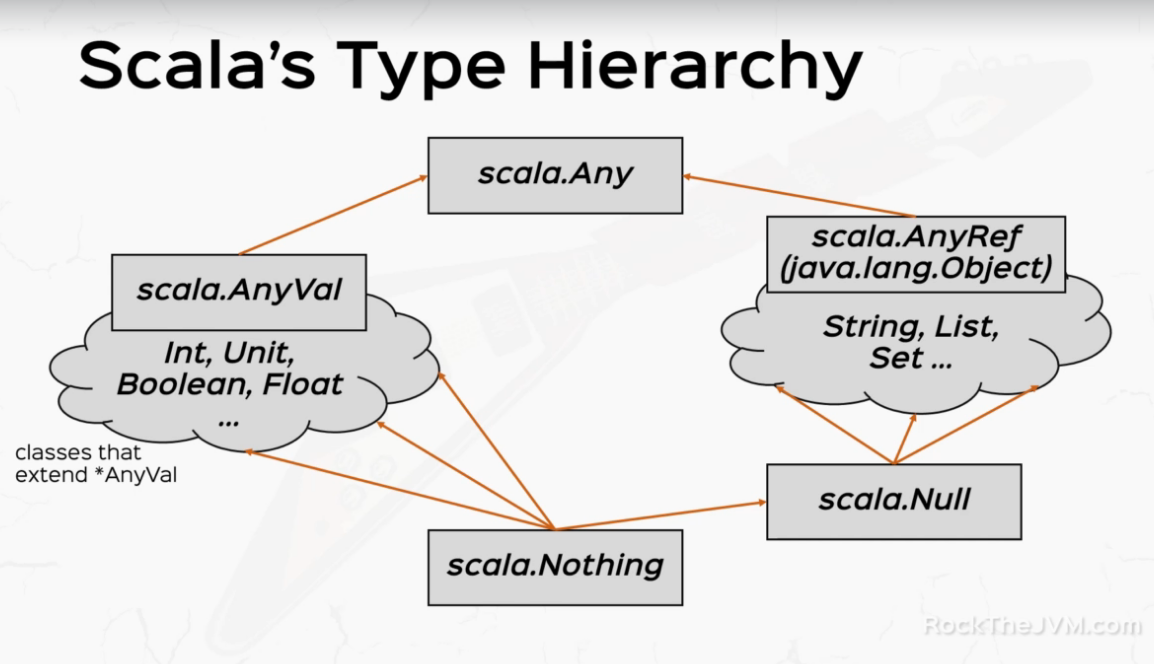 Scala's Type Hierarchy
scala.Any
scala.AnyRef
(java.lang.Object)
scala.AnyVal
String, List,
Set ...
Int, Unit,
Boolean, Float
...
classes that
extend *AnyVal
scala.Null
scala.Nothing
RockTheJVM.com